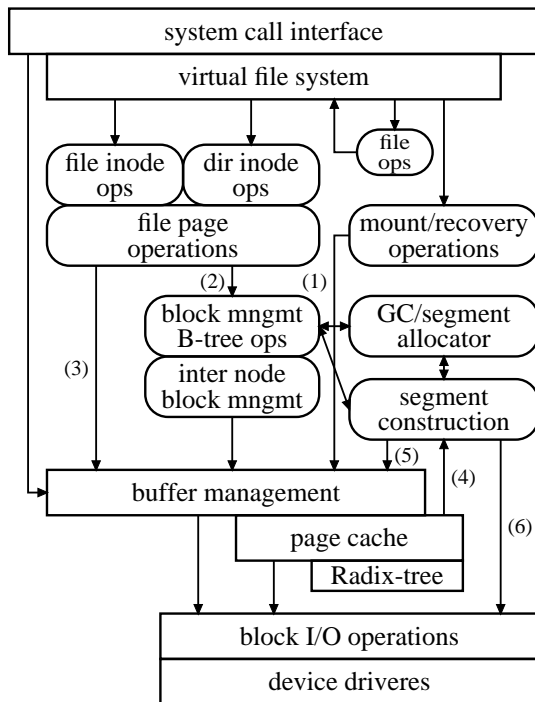 system call interface
virtual file system
file inode
ops
dir inode
ops
file
ops
file page
operations
mount/recovery
operations
(2)
(1)
block mngmt
B-tree ops
GC/segment
allocator
(3)
inter node
block mngmt
segment
construction
(5)
(4)
buffer management
(6)
page cache
Radix-tree
block I/O operations
device driveres